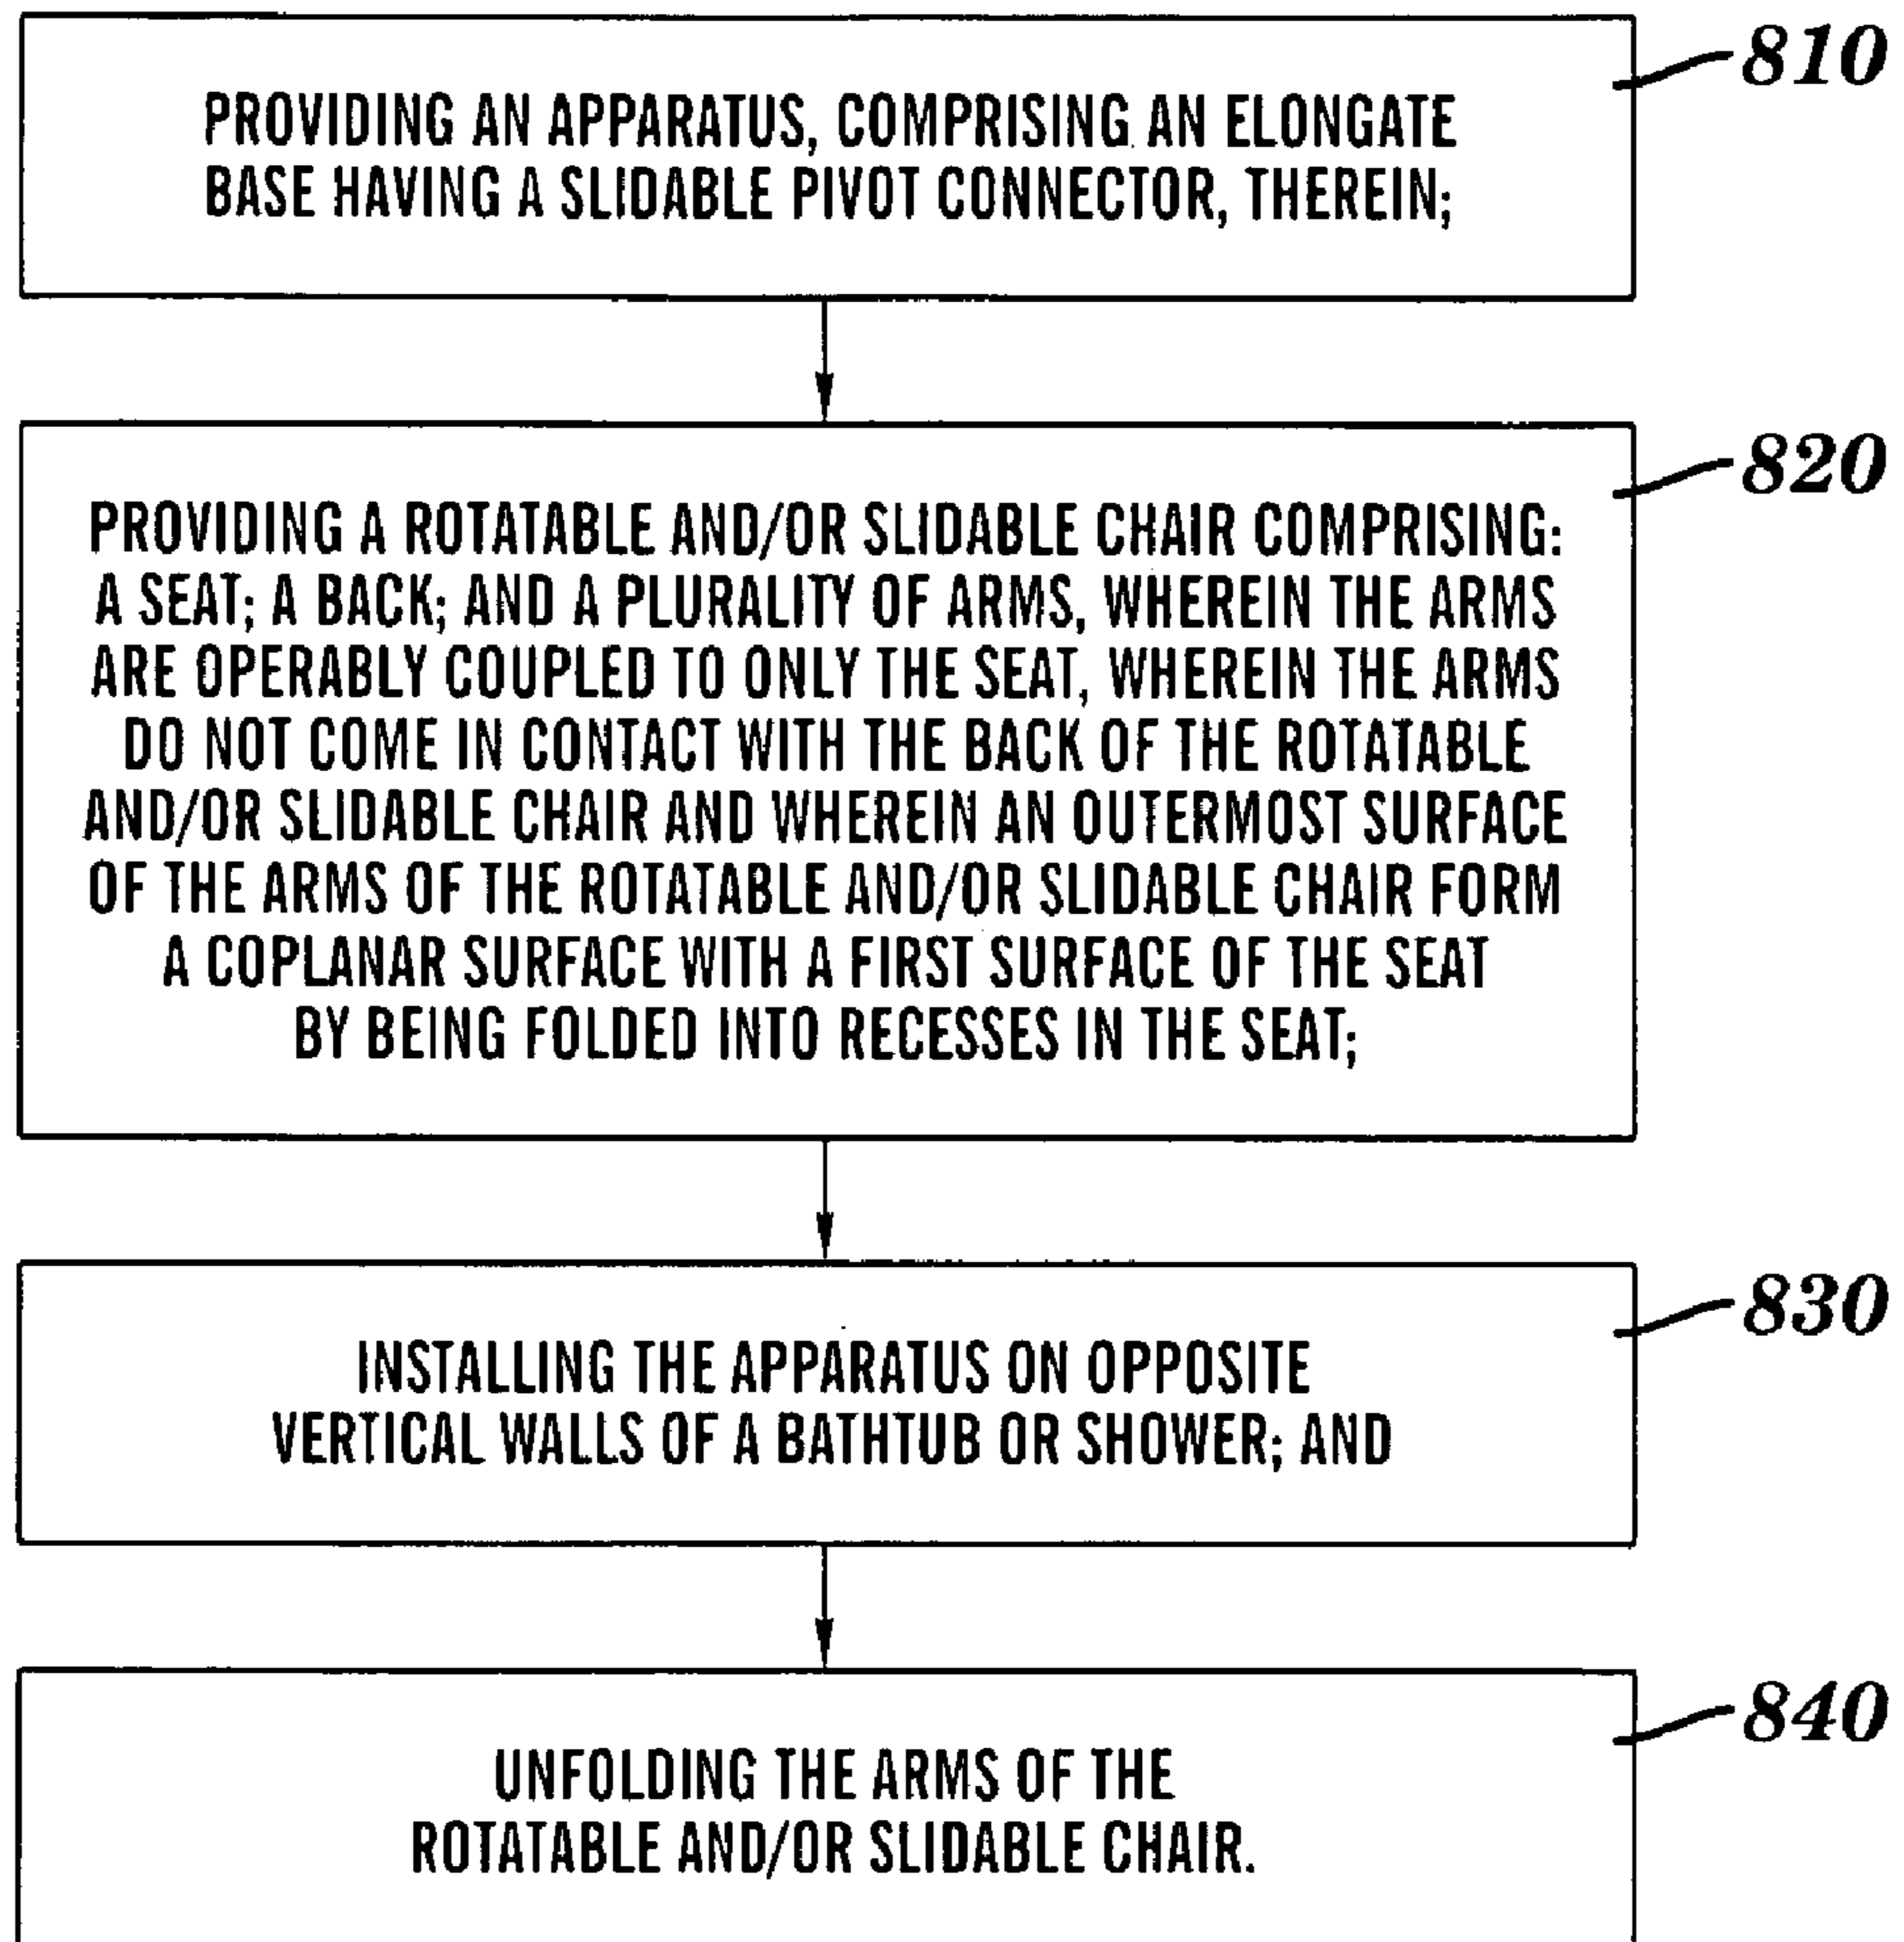 810
PROVIDING AN APPARATUS, COMPRISING AN ELONGATE
BASE HAVING A SLIDABLE PIVOT CONNECTOR, THEREIN;
820
PROVIDING A ROTATABLE AND/OR SLIDABLE CHAIR COMPRISING:
A SEAT; A BACK; AND A PLURALITY OF ARMS, WHEREIN THE ARMS
ARE OPERABLY COUPLED TO ONLY THE SEAT, WHEREIN THE ARMS
DO NOT COME IN CONTACT WITH THE BACK OF THE ROTATABLE
AND/OR SLIDABLE CHAIR AND WHEREIN AN OUTERMOST SURFACE
OF THE ARMS OF THE ROTATABLE AND/OR SLIDABLE CHAIR FORM
A COPLANAR SURFACE WITH A FIRST SURFACE OF THE SEAT
BY BEING FOLDED INTO RECESSES IN THE SEAT;
830
INSTALLING THE APPARATUS ON OPPOSITE
VERTICAL WALLS OF A BATHTUB OR SHOWER; AND
840
UNFOLDING THE ARMS OF THE
ROTATABLE AND/OR SLIDABLE CHAIR.